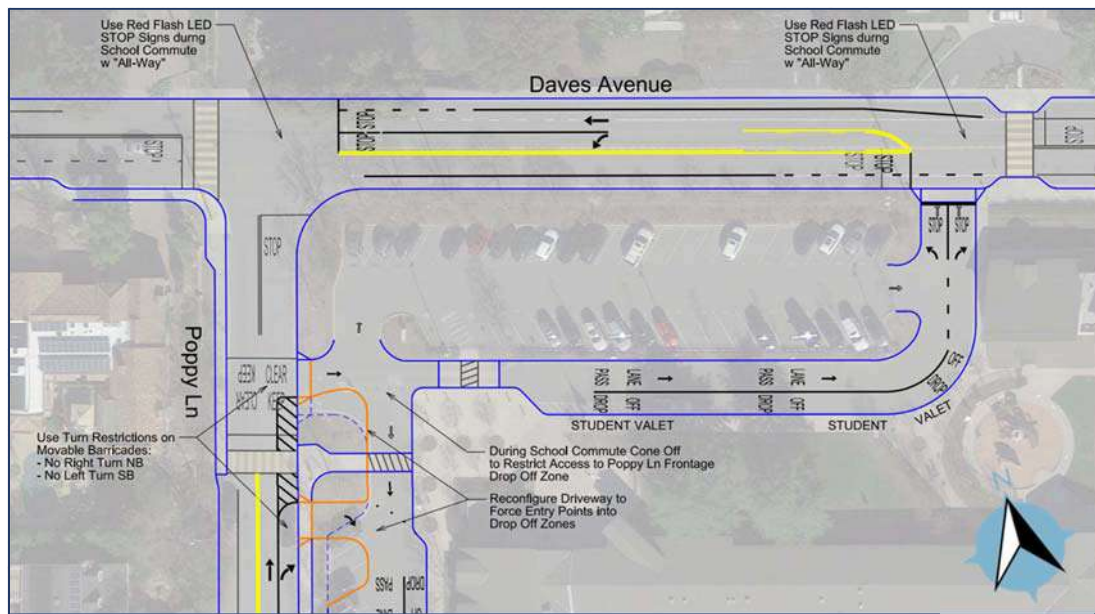 Use Red Flash LED
STOP Signs durng
School Commute
w "All-Way"
Use Red Flash LED
STOP Signs durng
School Commute
w "All-Way"
Daves Avenue
STOP
STOP
STOP
STOP
STOP
STOP
STOP
STOP
STOP
STOP
Poppy Ln
KEEP
CLEAR
CLEAR
KEEP
PASS
LANE
PASS
LANE
DROP
OFF
DROP
OFF
DROP
OFF
STUDENT VALET
STUDENT
VALET
Use Turn Restrictions on
Movable Barricades:
- No Right Turn NB
- No Left Turn SB
During School Commute Cone Off
to Restrict Access to Poppy Ln Frontage
Drop Off Zone
Reconfigure Driveway to
Force Entry Points into
Drop Off Zones
PASS
DROP
N